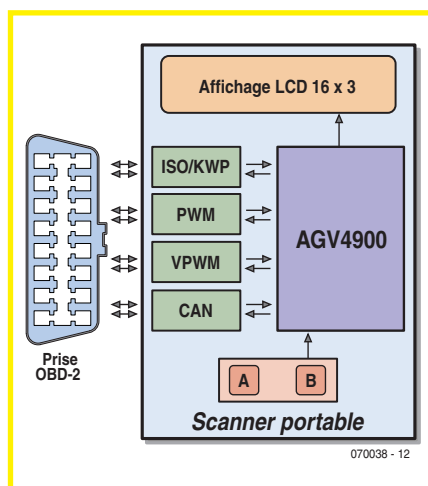 Affichage LCD 16 x 3
ISO/KWP
PWM
VPWM
CAN
AGV4900
A
B
Prise
OBD-2
Scanner portable
070038 - 12